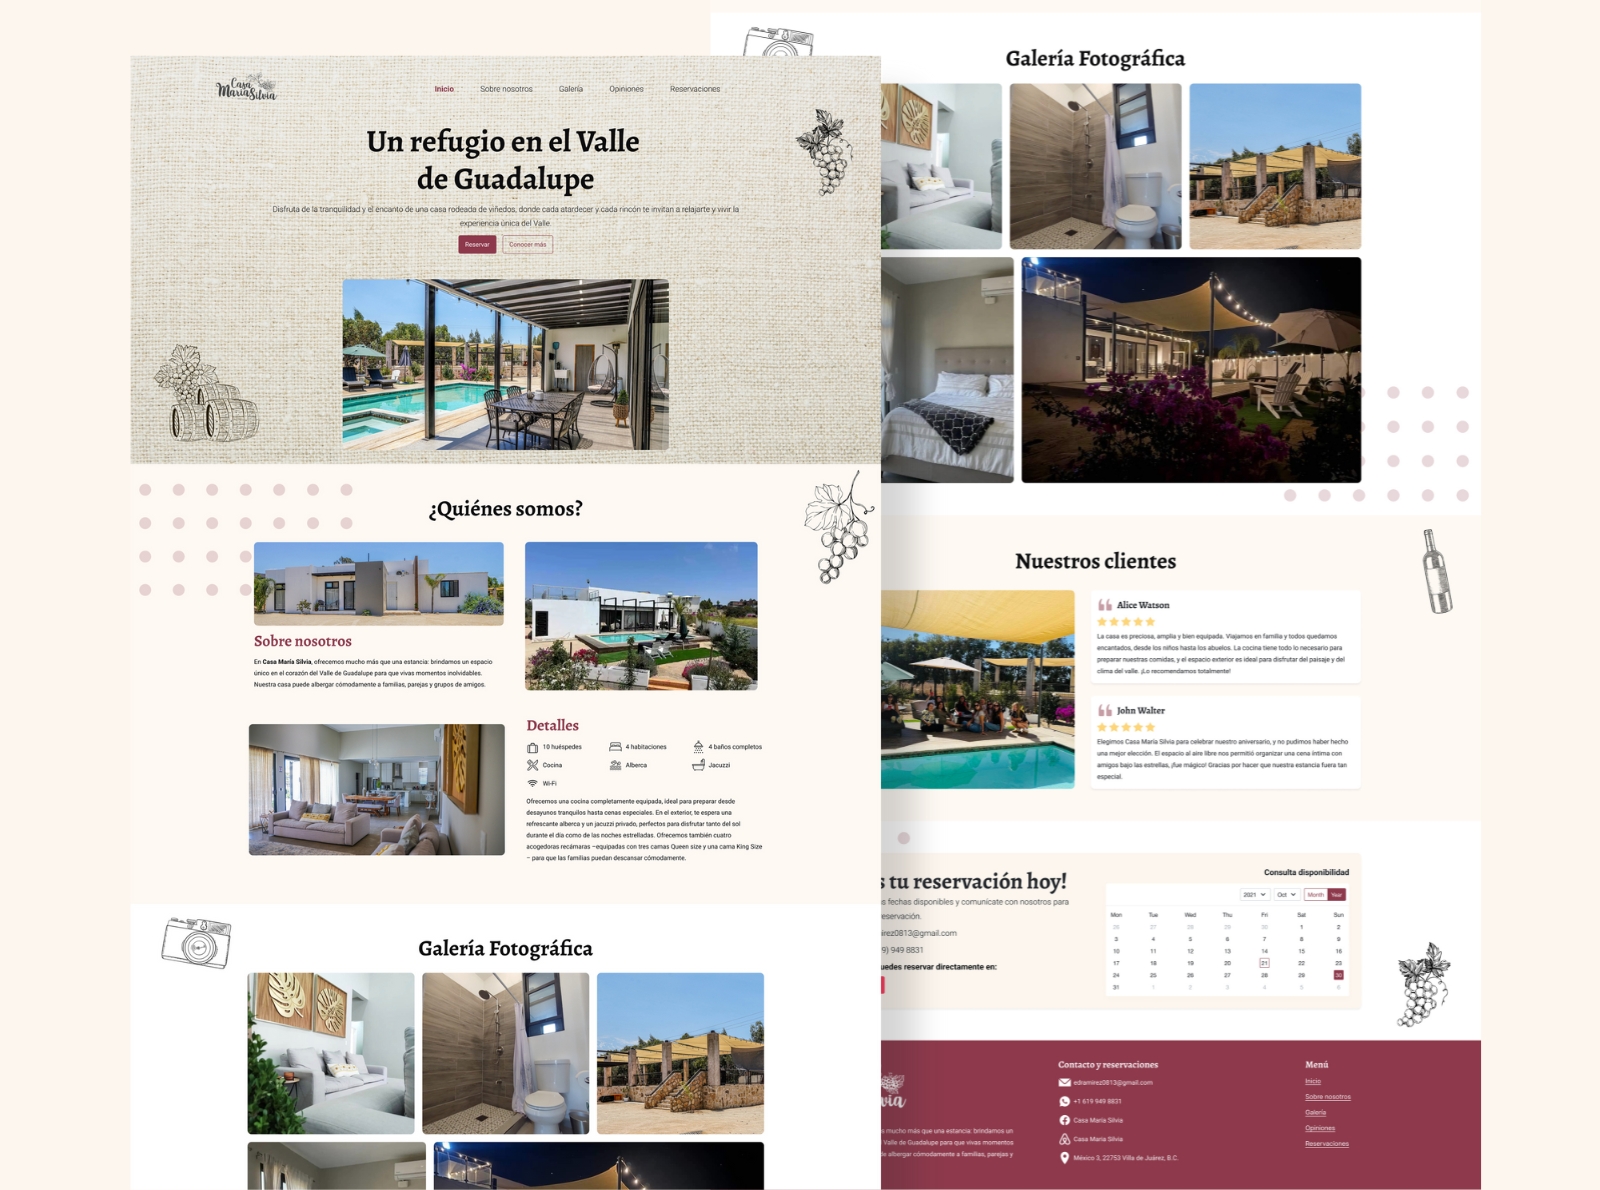 Casa
María Silvia
Inicio
Sobre nosotros
Galería
Opiniones
Reservaciones
Un refugio en el Valle
de Guadalupe
Disfruta de la tranquilidad y el encanto de una casa rodeada de viñedos, donde cada atardecer y cada rincón te invitan a relajarte y vivir la
experiencia única del Valle.
Reservar
Conocer más
¿Quiénes somos?
Sobre nosotros
En Casa María Silvia, ofrecemos mucho más que una estancia: brindamos un espacio
único en el corazón del Valle de Guadalupe para que vivas momentos inolvidables.
Nuestra casa puede albergar cómodamente a familias, parejas y grupos de amigos.
Detalles
10 huéspedes
4 habitaciones
4 baños completos
Cocina
Alberca
Jacuzzi
Wi-Fi
Ofrecemos una cocina completamente equipada, ideal para preparar desde
desayunos tranquilos hasta cenas especiales. En el exterior, te espera una
refrescante alberca y un jacuzzi privado, perfectos para disfrutar tanto del sol
durante el día como de las noches estrelladas. Ofrecemos también cuatro
acogedoras recámaras –equipadas con tres camas Queen size y una cama King Size
– para que las familias puedan descansar cómodamente.
Galería Fotográfica
Galería Fotográfica
Nuestros clientes
Alice Watson
La casa es preciosa, amplia y bien equipada. Viajamos en familia y todos quedamos
encantados, desde los niños hasta los abuelos. La cocina tiene todo lo necesario para
preparar nuestras comidas, y el espacio exterior es ideal para disfrutar del paisaje y del
clima del valle. ¡Lo recomendamos totalmente!
John Walter
Elegimos Casa María Silvia para celebrar nuestro aniversario, y no pudimos haber hecho
una mejor elección. El espacio al aire libre nos permitió organizar una cena íntima con
amigos bajo las estrellas, ¡fue mágico! Gracias por hacer que nuestra estancia fuera tan
especial.
s tu reservación hoy!
s fechas disponibles y comunícate con nosotros para
eservación.
irez0813@gmail.com
9) 949 8831
uedes reservar directamente en:
Consulta disponibilidad
2021 Oct Month Year
Mon Tue Wed Thu Fri Sat Sun
26 27 28 29 30 1 2
3 4 5 6 7 8 9
10 11 12 13 14 15 16
17 18 19 20 21 22 23
24 25 26 27 28 29 30
31 1 2 3 4 5 6
via
s mucho más que una estancia: brindamos un
l Valle de Guadalupe para que vivas momentos
de albergar cómodamente a familias, parejas y
Contacto y reservaciones
edramirez0813@gmail.com
+1 619 949 8831
Casa María Silvia
Casa María Silvia
México 3, 22753 Villa de Juárez, B.C.
Menú
Inicio
Sobre nosotros
Galería
Opiniones
Reservaciones